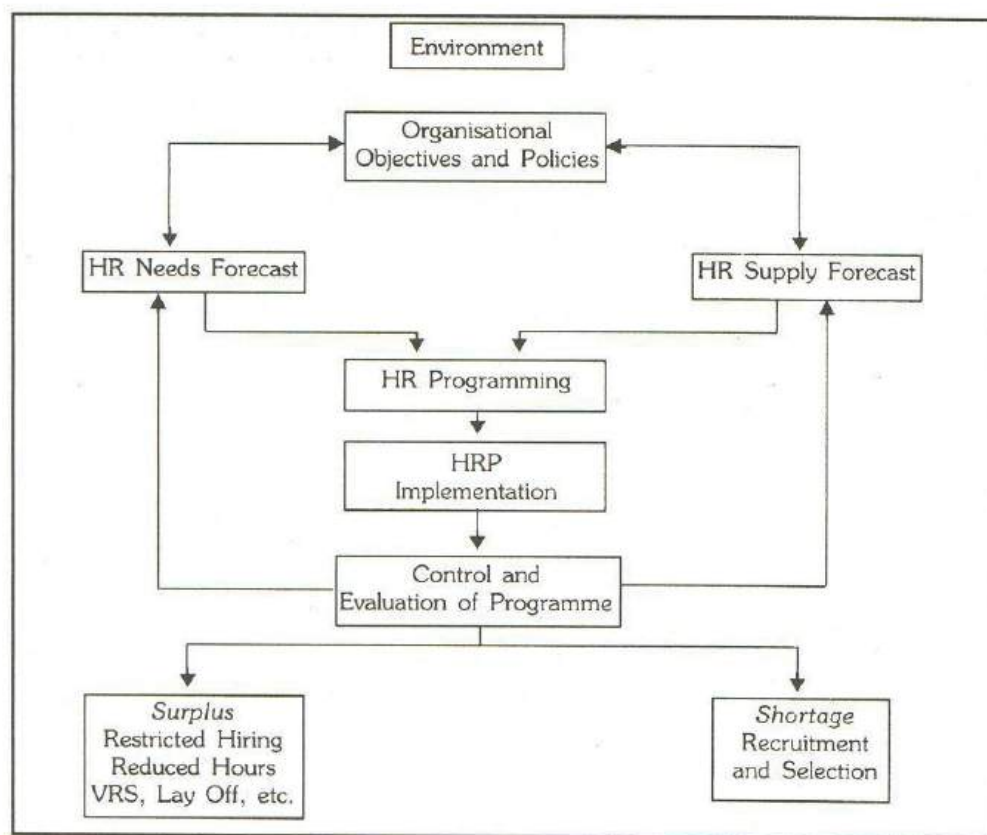 Environment
Organisational
Objectives and Policies
HR Needs Forecast
HR Supply Forecast
HR Programming
HRP
Implementation
Control and
Evaluation of Programme
Surplus
Restricted Hiring
Reduced Hours
VRS, Lay Off, etc.
Shortage
Recruitment
and Selection